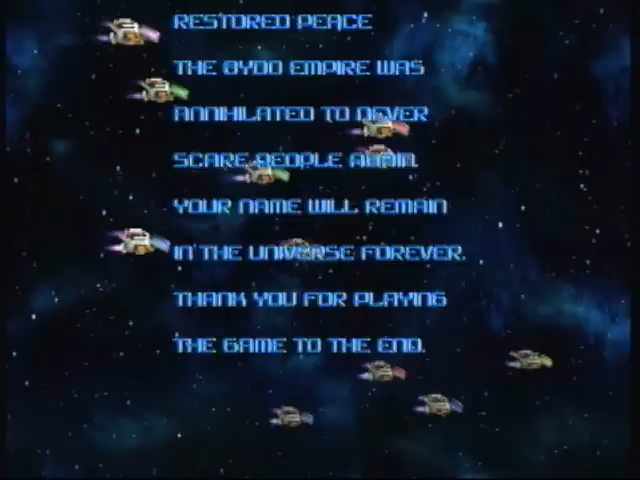 RESTORED PEACE
THE BYDO EMPIRE WAS
ANNIHILATED TO NEVER
SCARE PEOPLE AGAIN.
YOUR NAME WILL REMAIN
IN THE UNIVERSE FOREVER.
THANK YOU FOR PLAYING
THE GAME TO THE END.